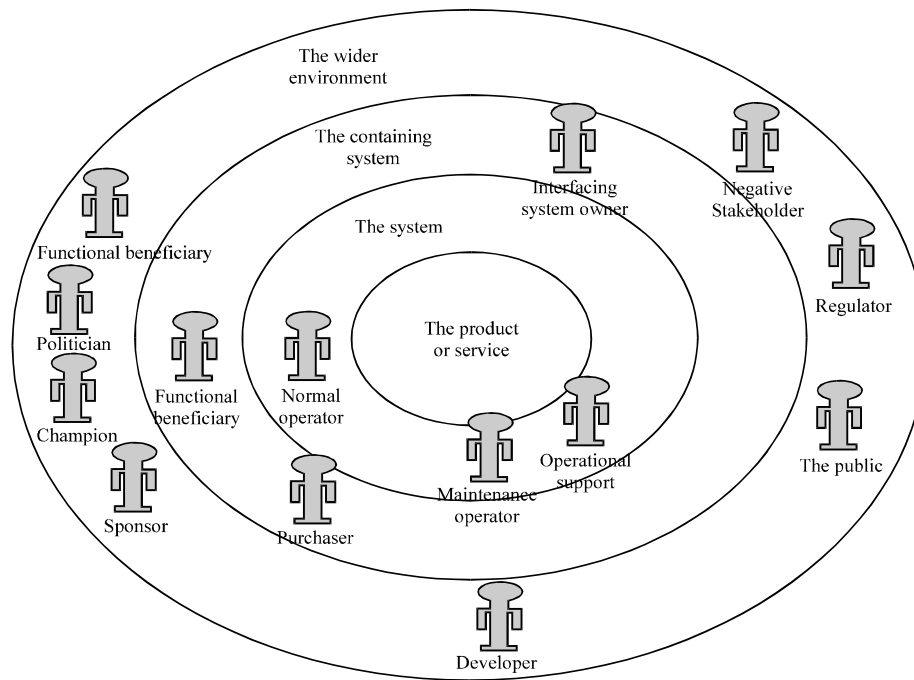 The wider
environment
The containing
system
Interfacing
system owner
Negative
Stakeholder
The system
Functional beneficiary
Regulator
Politician
The product
or service
Functional
beneficiary
Normal
operator
Champion
Operational
support
The public
Maintenance
operator
Sponsor
Purchaser
Developer